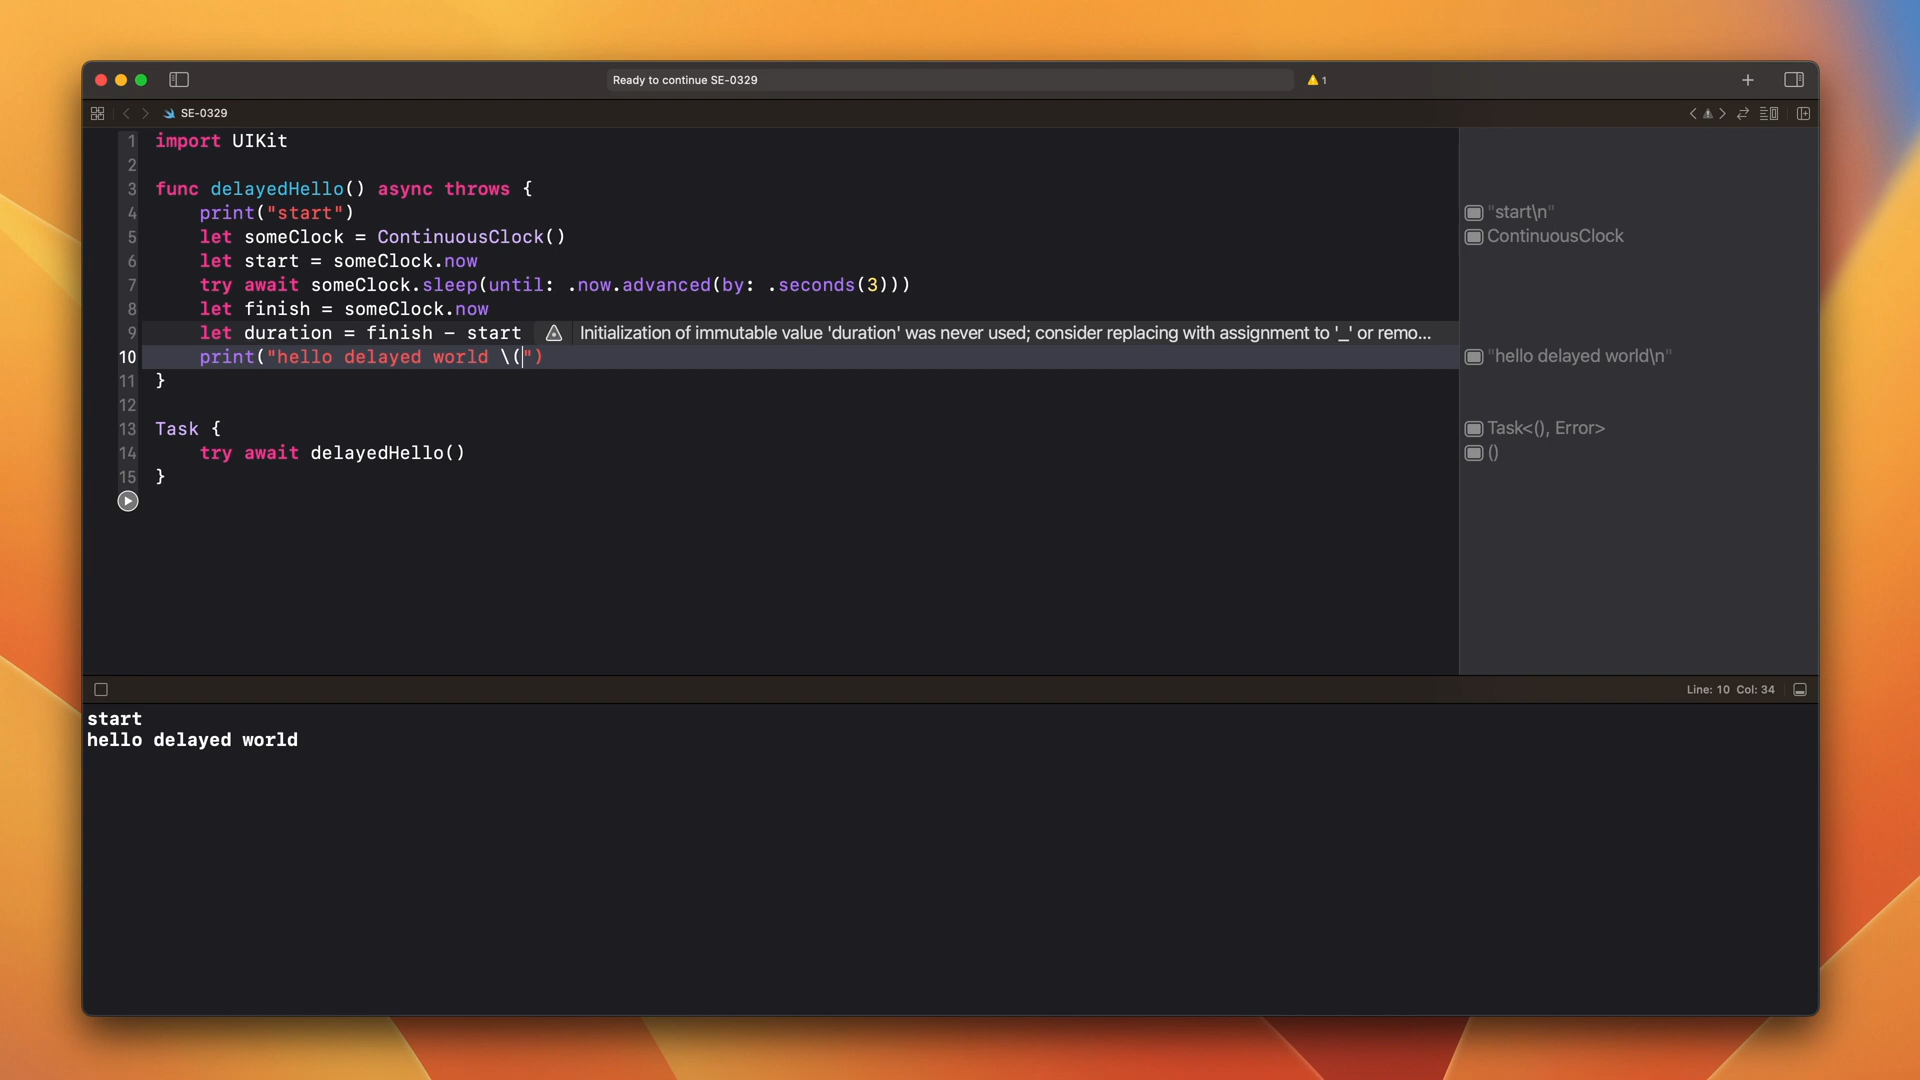 Ready to continue SE-0329
1
SE-0329
1 import UIKit
2
3 func delayedHello() async throws {
4 print("start")
5 let someClock = ContinuousClock()
6 let start = someClock.now
7 try await someClock.sleep(until: .now.advanced(by: .seconds(3)))
8 let finish = someClock.now
9 let duration = finish - start Initialization of immutable value 'duration' was never used; consider replacing with assignment to '_' or remo...
10 print("hello delayed world \(")
11 }
12
13 Task {
14 try await delayedHello()
15 }
"start\n"
ContinuousClock
"hello delayed world\n"
Task<(), Error>
()
Line: 10 Col: 34
start
hello delayed world